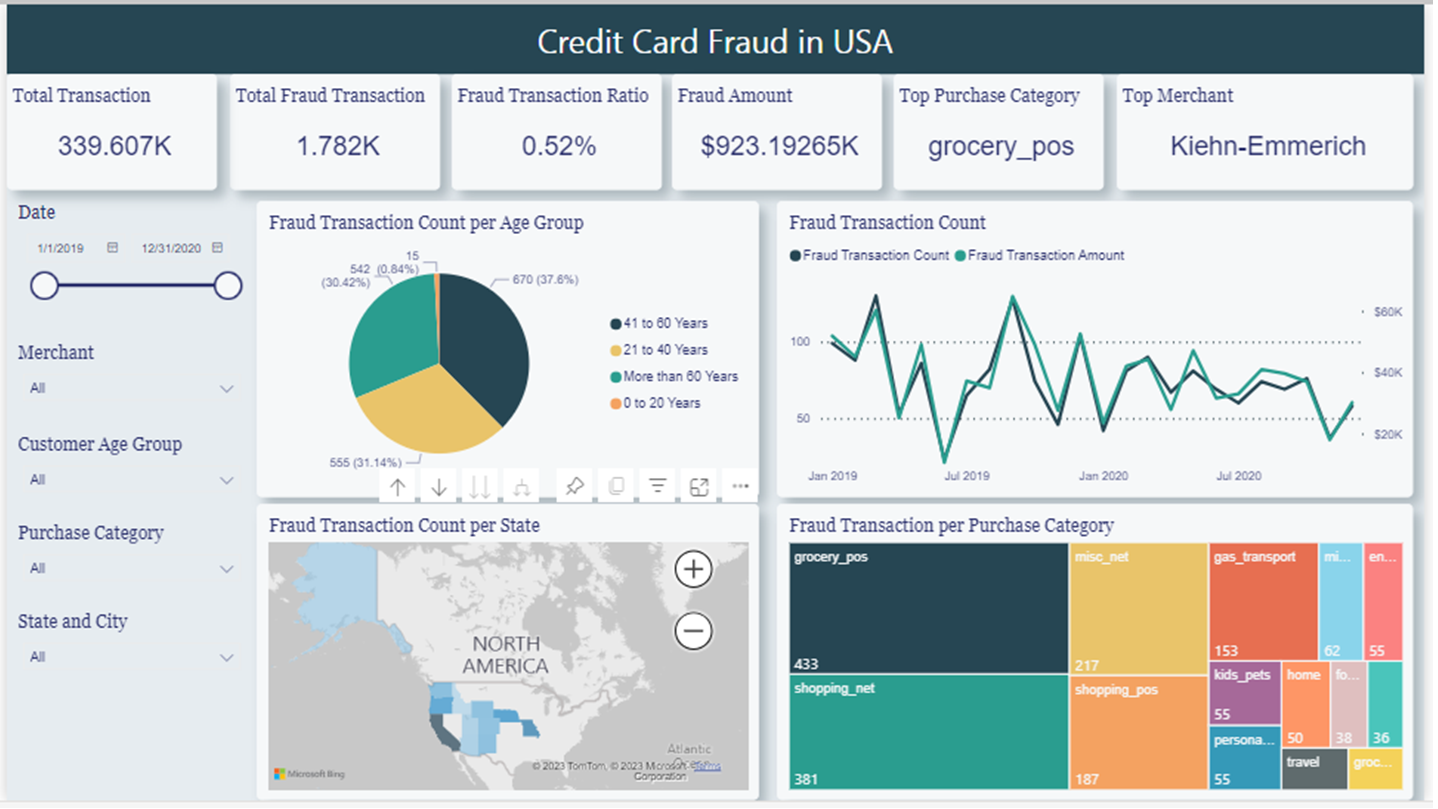 Credit Card Fraud in USA
Total Transaction
339.607K
Total Fraud Transaction
1.782K
Fraud Transaction Ratio
0.52%
Fraud Amount
$923.19265K
Top Purchase Category
grocery_pos
Top Merchant
Kiehn-Emmerich
Date
1/1/2019
12/31/2020
Merchant
All
Customer Age Group
All
Purchase Category
All
State and City
All
Fraud Transaction Count per Age Group
15
(0.84%)
542
(30.42%)
670 (37.6%)
555 (31.14%)
41 to 60 Years
21 to 40 Years
More than 60 Years
0 to 20 Years
Fraud Transaction Count
Fraud Transaction Count Fraud Transaction Amount
100
50
$60K
$40K
$20K
Jan 2019 Jul 2019 Jan 2020 Jul 2020
Fraud Transaction Count per State
NORTH
AMERICA
Atlantic
Microsoft Bing
© 2023 TomTom, © 2023 Microsoft Terms
Corporation
Fraud Transaction per Purchase Category
grocery_pos
433
shopping_net
381
misc_net
217
shopping_pos
187
gas_transport
153
mi...
62
en...
55
kids_pets
55
persona...
55
home
50
fo...
38
36
travel
groc...